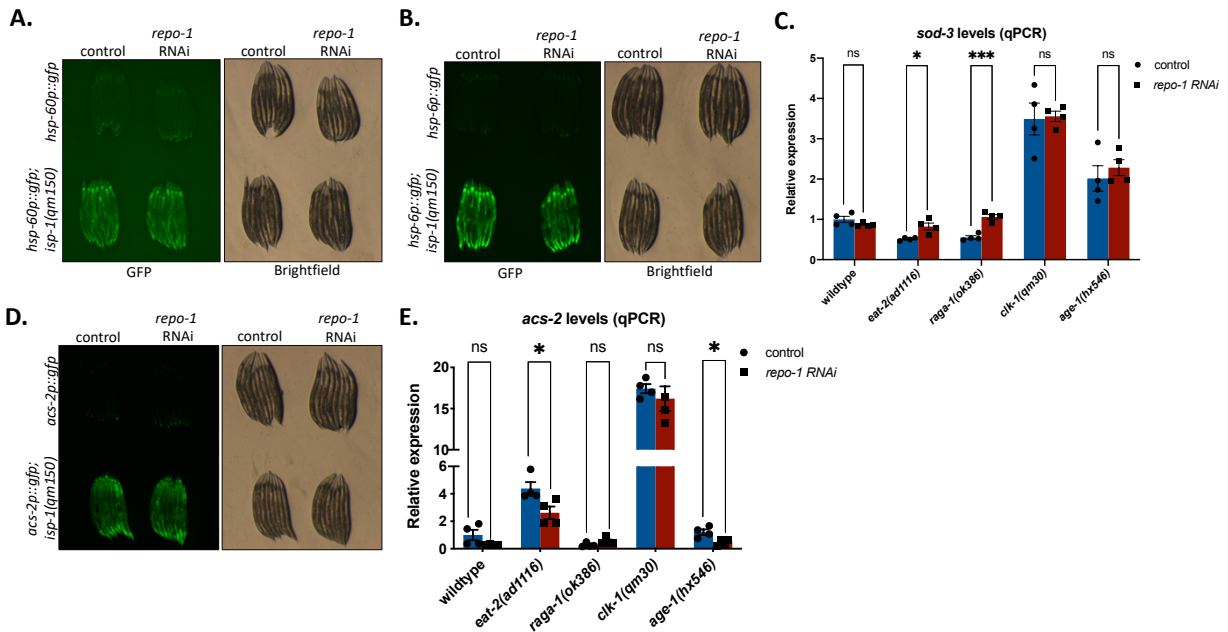 A.
control
repo-1
RNAi
control
repo-1
RNAi
hsp-60p::gfp
hsp-60p::gfp;
isp-1(qm150)
GFP
Brightfield
B.
control
repo-1
RNAi
control
repo-1
RNAi
hsp-6p::gfp
hsp-6p::gfp;
isp-1(qm150)
GFP
Brightfield
C.
sod-3 levels (qPCR)
Relative expression
5
4
3
2
1
0
ns
*
***
ns
ns
control
repo-1 RNAi
wildtype
eat-2(ad1116)
raga-1(ok386)
clk-1(qm30)
age-1(hx546)
D.
control
repo-1
RNAi
control
repo-1
RNAi
acs-2p::gfp
acs-2p::gfp;
isp-1(qm150)
GFP
Brightfield
E.
acs-2 levels (qPCR)
Relative expression
20
15
10
6
4
2
0
ns
*
ns
ns
*
control
repo-1 RNAi
wildtype
eat-2(ad1116)
raga-1(ok386)
clk-1(qm30)
age-1(hx546)